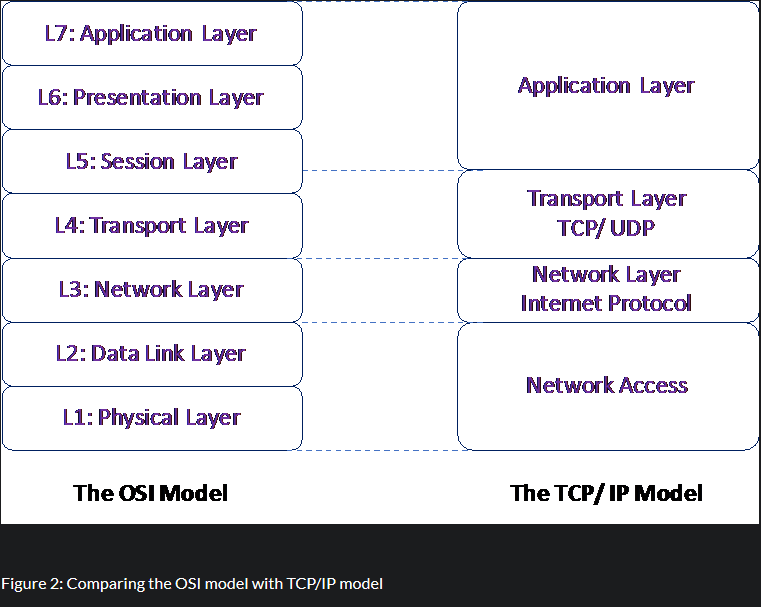 L7: Application Layer
L6: Presentation Layer
L5: Session Layer
L4: Transport Layer
L3: Network Layer
L2: Data Link Layer
L1: Physical Layer
The OSI Model
Application Layer
Transport Layer
TCP/ UDP
Network Layer
Internet Protocol
Network Access
The TCP/ IP Model
Figure 2: Comparing the OSI model with TCP/IP model